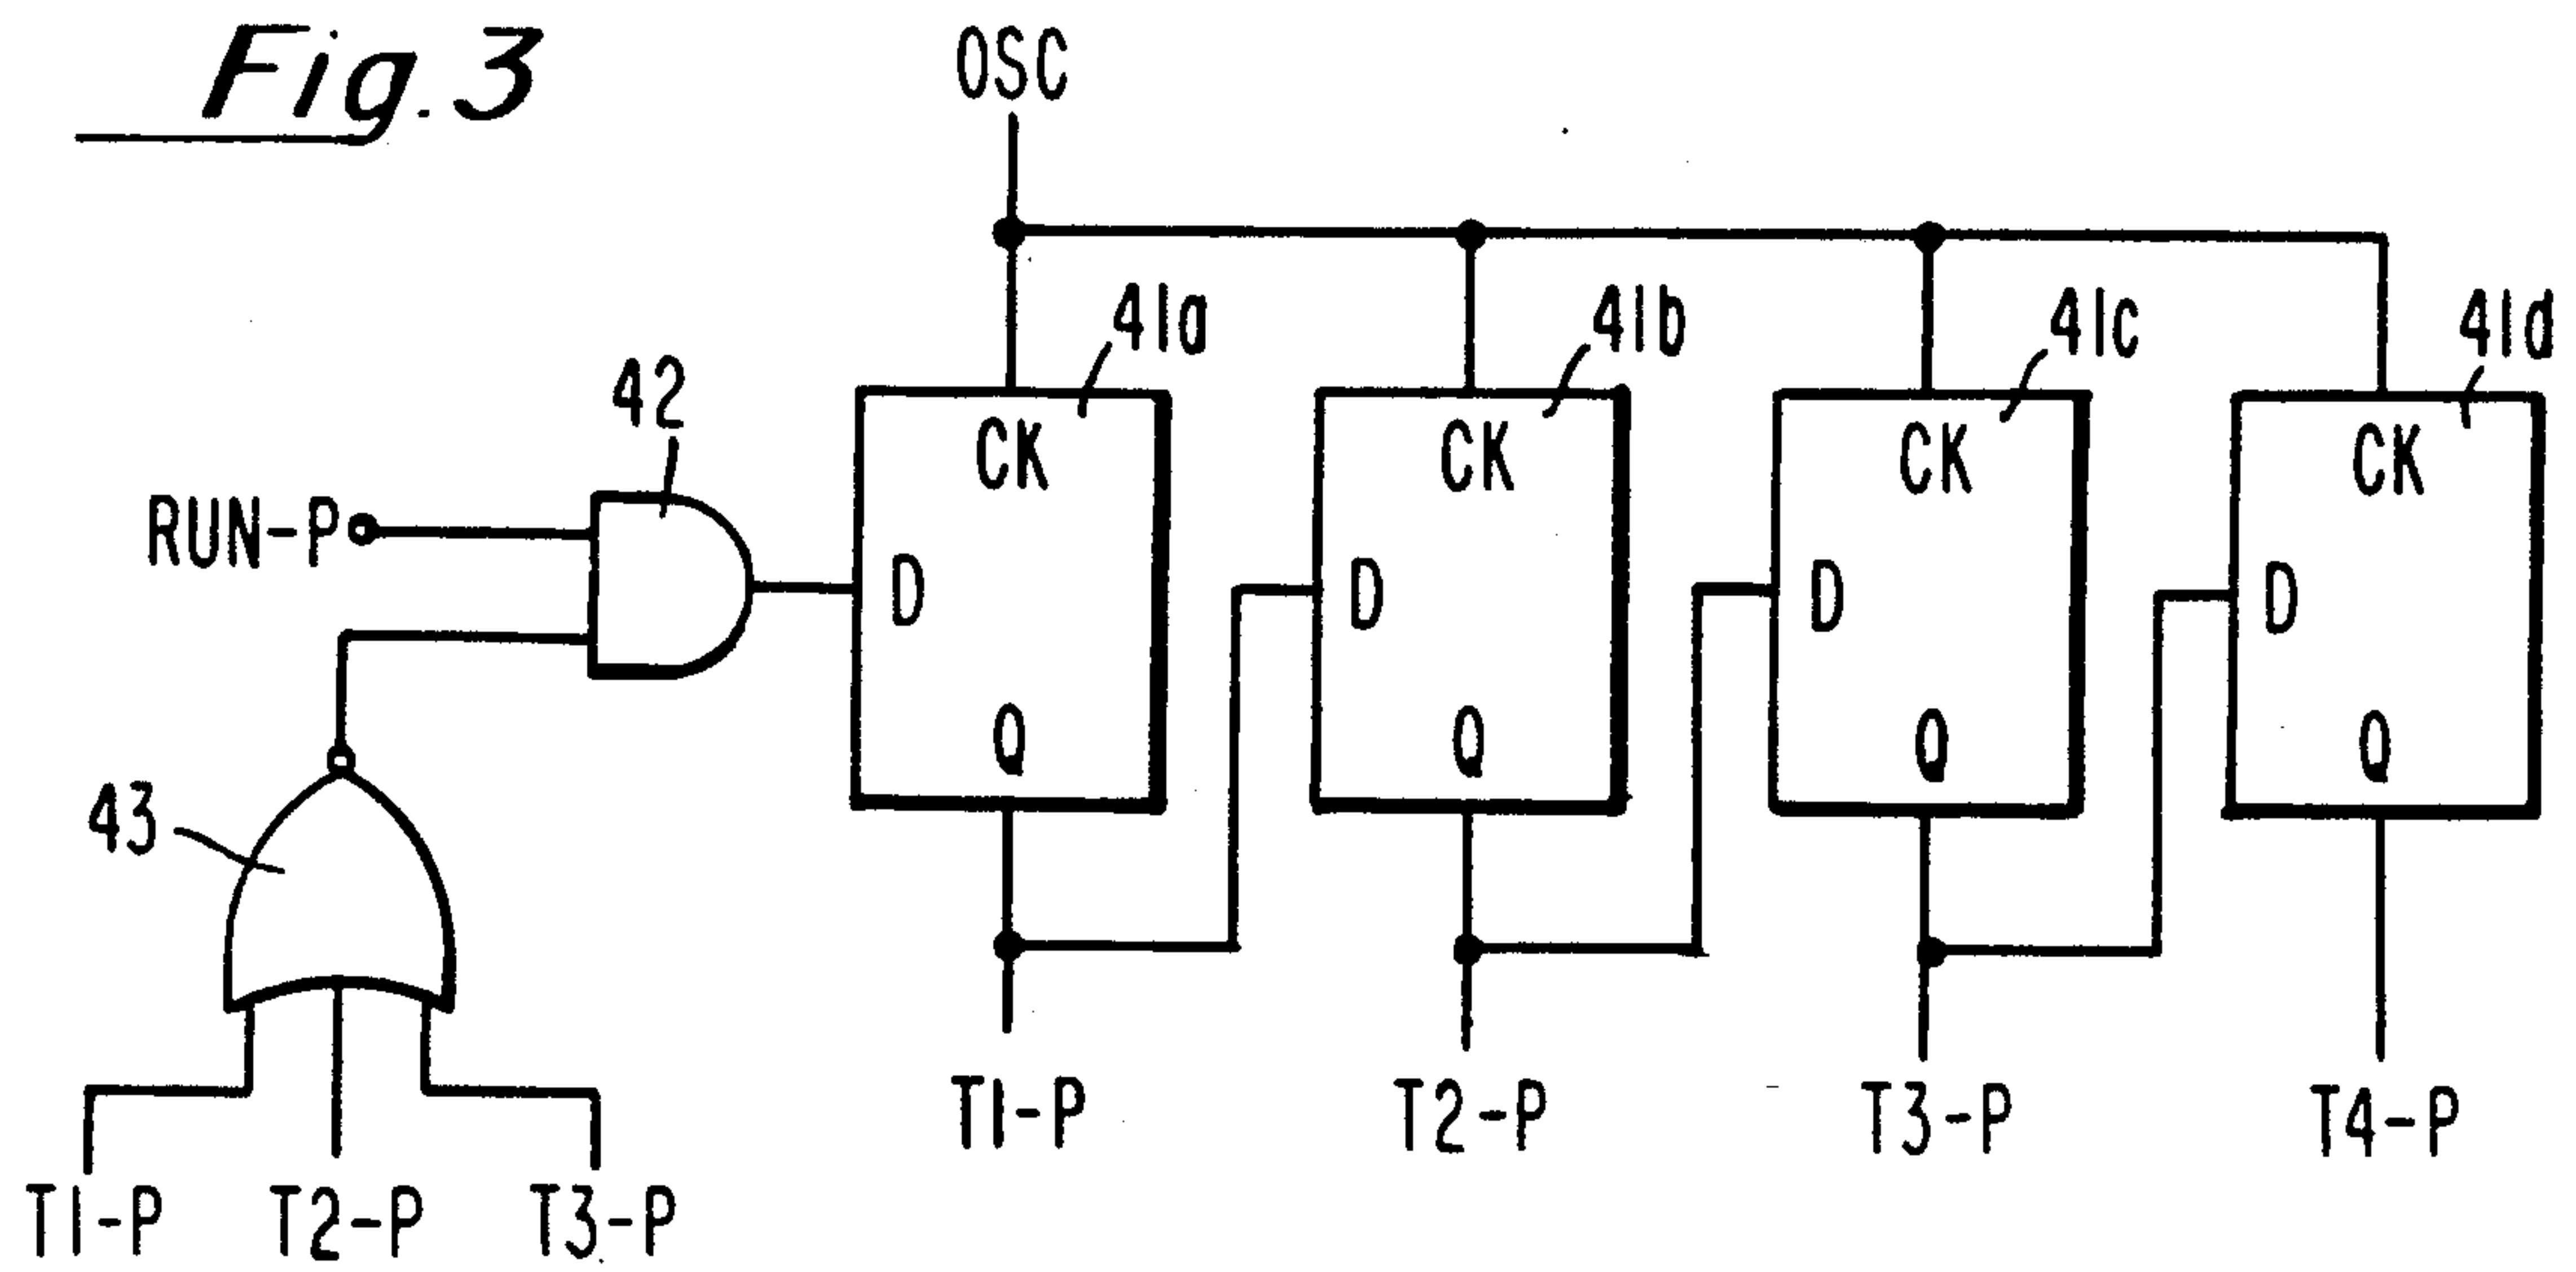 Fig. 3
OSC
41a
41b
41c
41d
42
CK
CK
CK
CK
RUN-P
D
D
D
D
Q
Q
Q
Q
43
T1-P
T2-P
T3-P
T4-P
T1-P
T2-P
T3-P